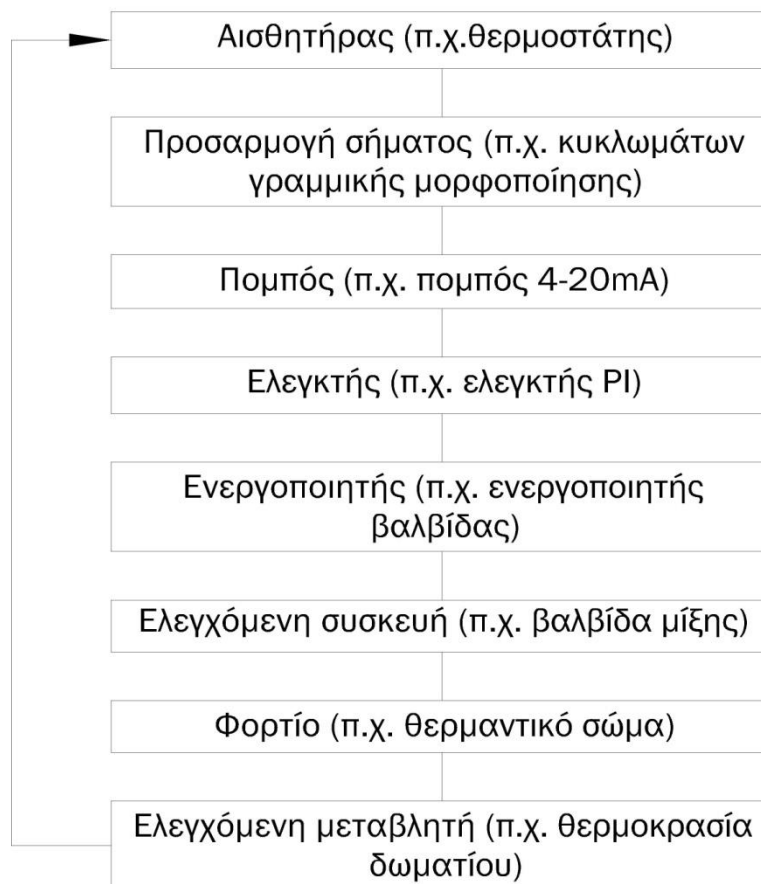 Αισθητήρας (π.χ.θερμοστάτης)
Προσαρμογή σήματος (π.χ. κυκλωμάτων
γραμμικής μορφοποίησης)
Πομπός (π.χ. πομπός 4-20mA)
Ελεγκτής (π.χ. ελεγκτής PI)
Ενεργοποιητής (π.χ. ενεργοποιητής
βαλβίδας)
Ελεγχόμενη συσκευή (π.χ. βαλβίδα μίξης)
Φορτίο (π.χ. θερμαντικό σώμα)
Ελεγχόμενη μεταβλητή (π.χ. θερμοκρασία
δωματίου)